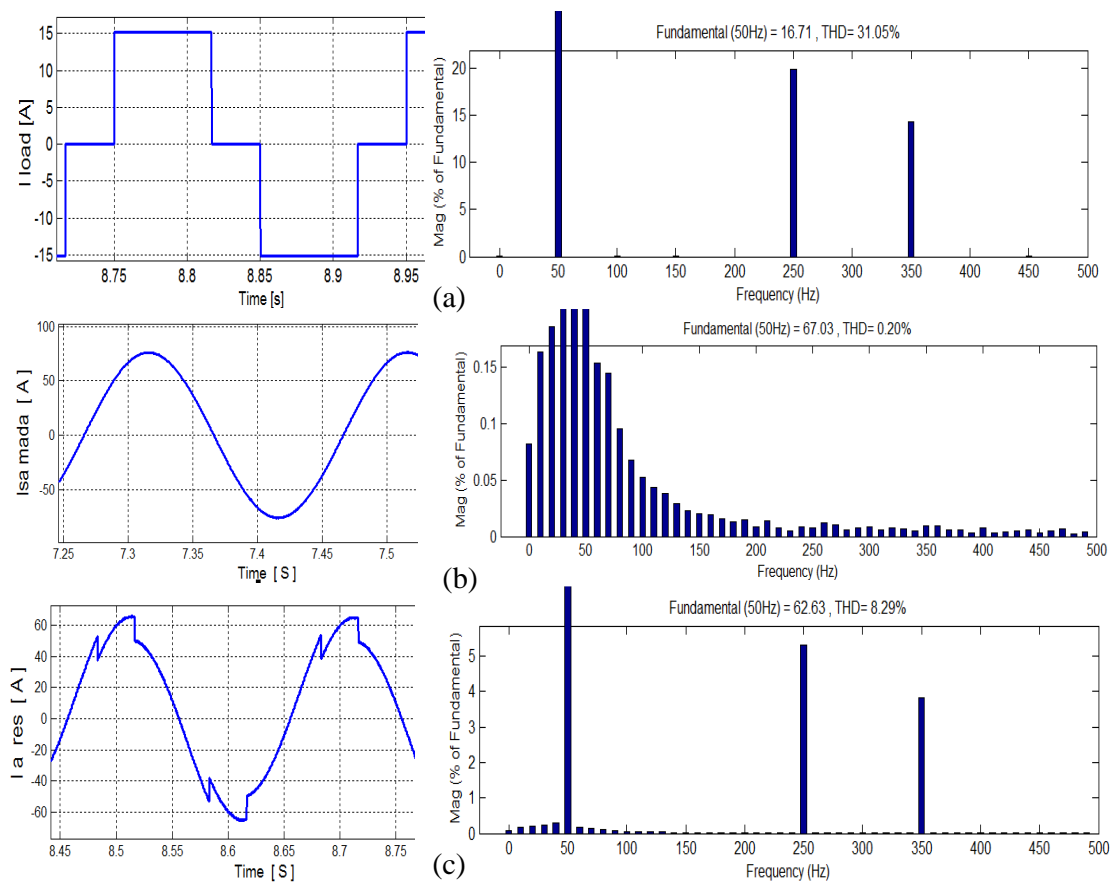 I load [A]
15
10
5
0
-5
-10
-15
8.75 8.8 8.85 8.9 8.95
Time [s]
Fundamental (50Hz) = 16.71 , THD= 31.05%
Mag (% of Fundamental)
20
15
10
5
0
0 50 100 150 200 250 300 350 400 450 500
Frequency (Hz)
(a)
Isa mada [ A ]
100
50
0
-50
7.25 7.3 7.35 7.4 7.45 7.5
Time [ S ]
Fundamental (50Hz) = 67.03 , THD= 0.20%
Mag (% of Fundamental)
0.15
0.1
0.05
0
0 50 100 150 200 250 300 350 400 450 500
Frequency (Hz)
(b)
I a res [ A ]
60
40
20
0
-20
-40
-60
8.45 8.5 8.55 8.6 8.65 8.7 8.75
Time [ S ]
Fundamental (50Hz) = 62.63 , THD= 8.29%
Mag (% of Fundamental)
5
4
3
2
1
0
0 50 100 150 200 250 300 350 400 450 500
Frequency (Hz)
(c)